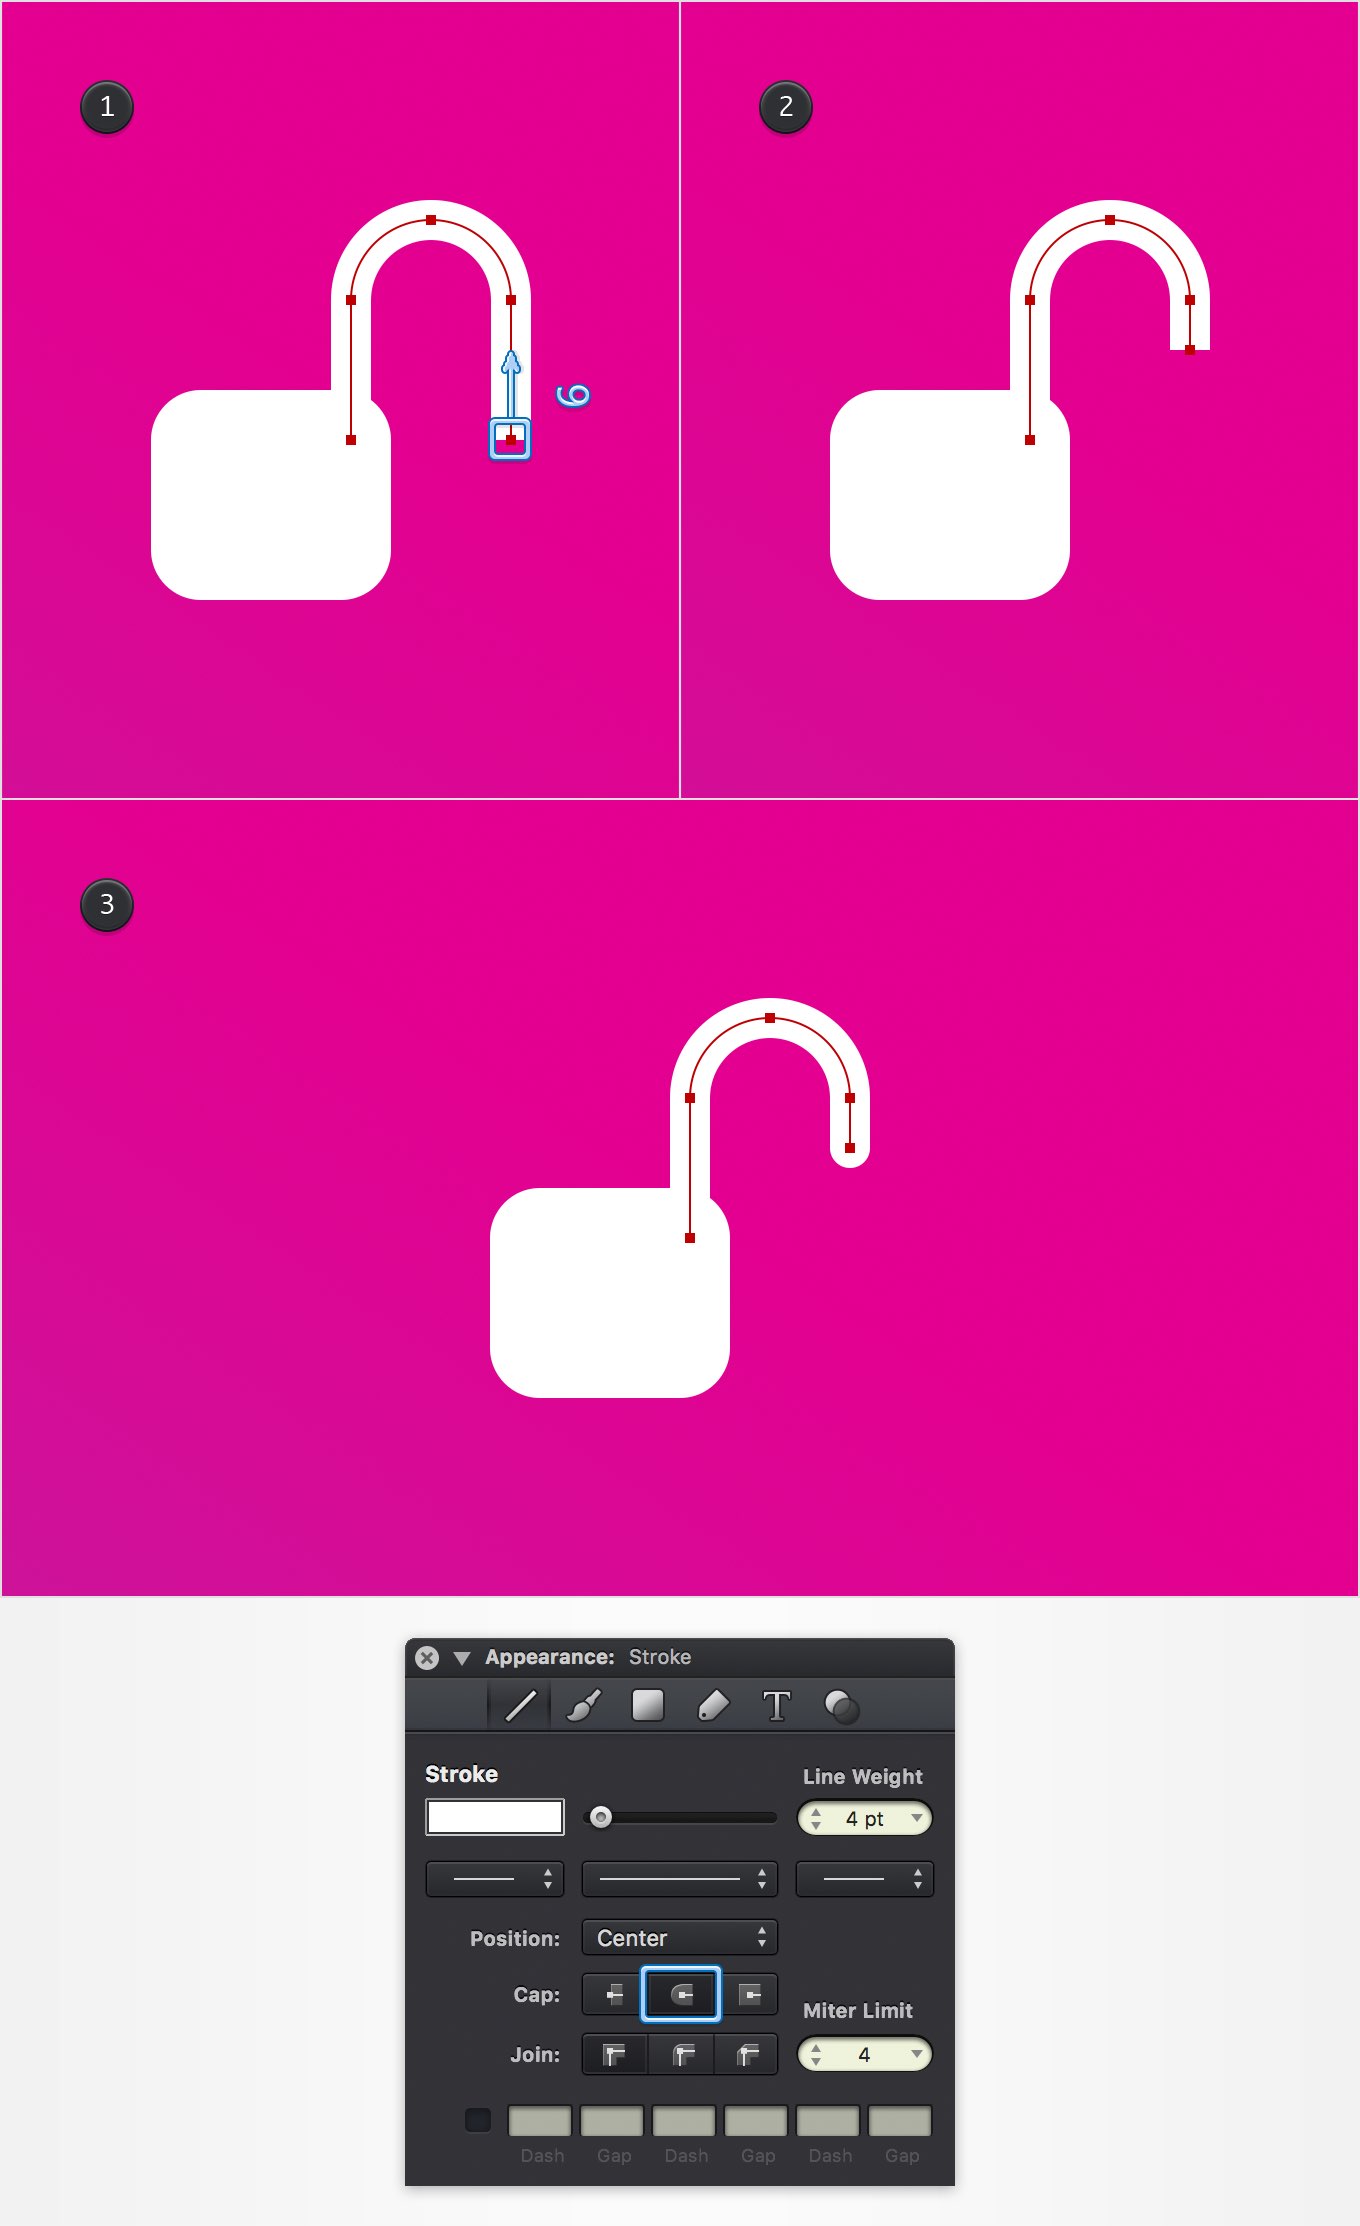 1
2
9
3
Appearance: Stroke
Stroke
Line Weight
4 pt
Position: Center
Cap:
Miter Limit
Join:
4
Dash Gap Dash Gap Dash Gap